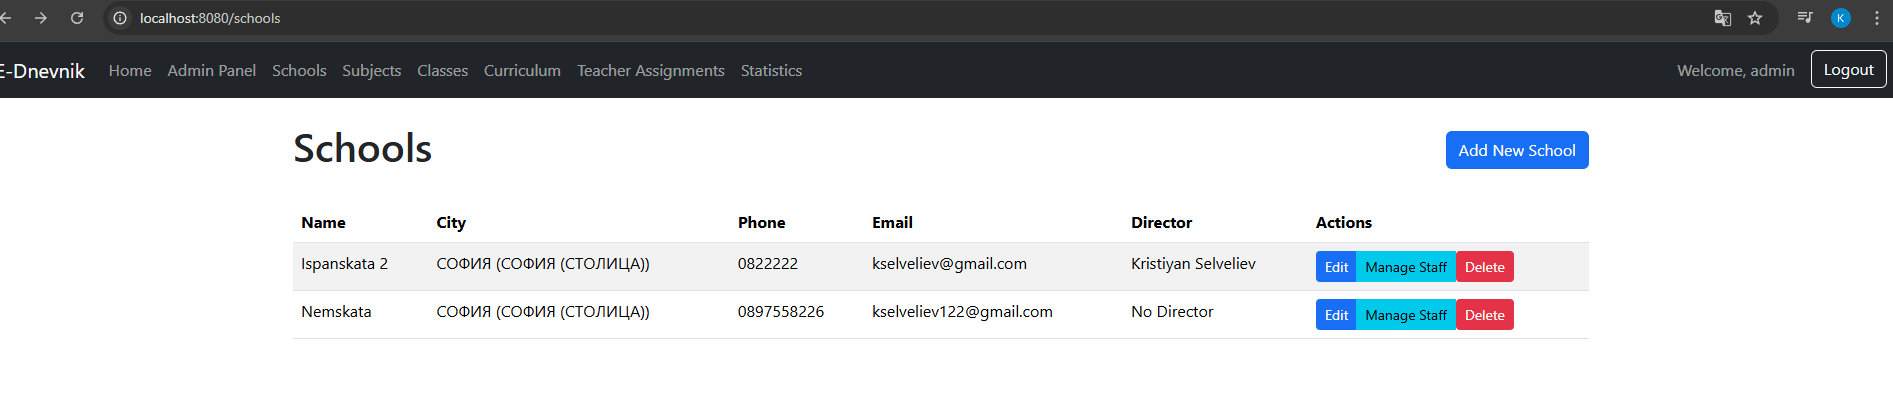 localhost:8080/schools
K
E-Dnevnik Home Admin Panel Schools Subjects Classes Curriculum Teacher Assignments Statistics Welcome, admin Logout
Schools Add New School
Name City Phone Email Director Actions
Ispanskata 2 СОФИЯ (СОФИЯ (СТОЛИЦА)) 0822222 kselveliev@gmail.com Kristiyan Selveliev Edit Manage Staff Delete
Nemskata СОФИЯ (СОФИЯ (СТОЛИЦА)) 0897558226 kselveliev122@gmail.com No Director Edit Manage Staff Delete